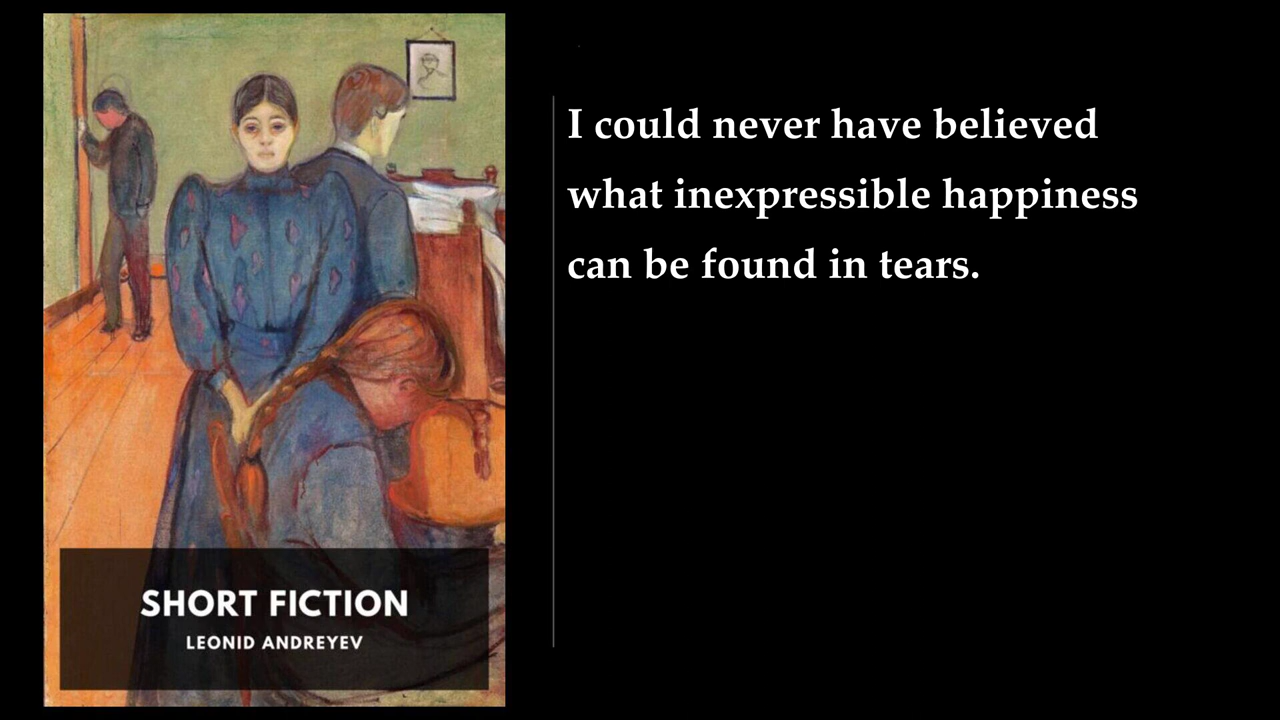 I could never have believed
what inexpressible happiness
can be found in tears.
SHORT FICTION
LEONID ANDREYEV